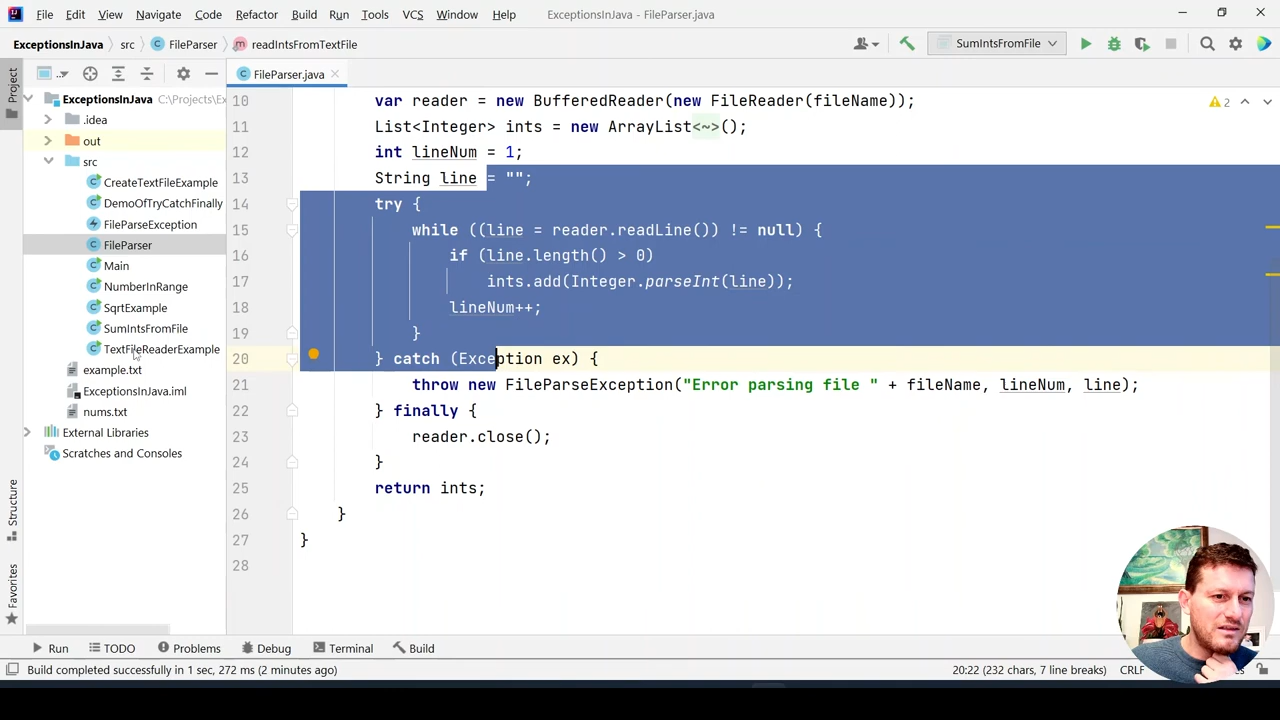 File Edit View Navigate Code Refactor Build Run Tools VCS Window Help ExceptionsInJava - FileParser.java
ExceptionsInJava src FileParser readIntsFromTextFile SumIntsFromFile
Project
FileParser.java
ExceptionsInJava C:\Projects\Ex
.idea
out
src
CreateTextFileExample
DemoOfTryCatchFinally
FileParseException
FileParser
Main
NumberInRange
SqrtExample
SumIntsFromFile
TextFileReaderExample
example.txt
ExceptionsInJava.iml
nums.txt
External Libraries
Scratches and Consoles
Structure
Favorites
2
10 var reader = new BufferedReader(new FileReader(fileName));
11 List<Integer> ints = new ArrayList<~>();
12 int lineNum = 1;
13 String line = "";
14 try {
15 while ((line = reader.readLine()) != null) {
16 if (line.length() > 0)
17 ints.add(Integer.parseInt(line));
18 lineNum++;
19 }
20 } catch (Exception ex) {
21 throw new FileParseException("Error parsing file " + fileName, lineNum, line);
22 } finally {
23 reader.close();
24 }
25 return ints;
26 }
27 }
28
Run TODO Problems Debug Terminal Build
Build completed successfully in 1 sec, 272 ms (2 minutes ago) 20:22 (232 chars, 7 line breaks) CRLF